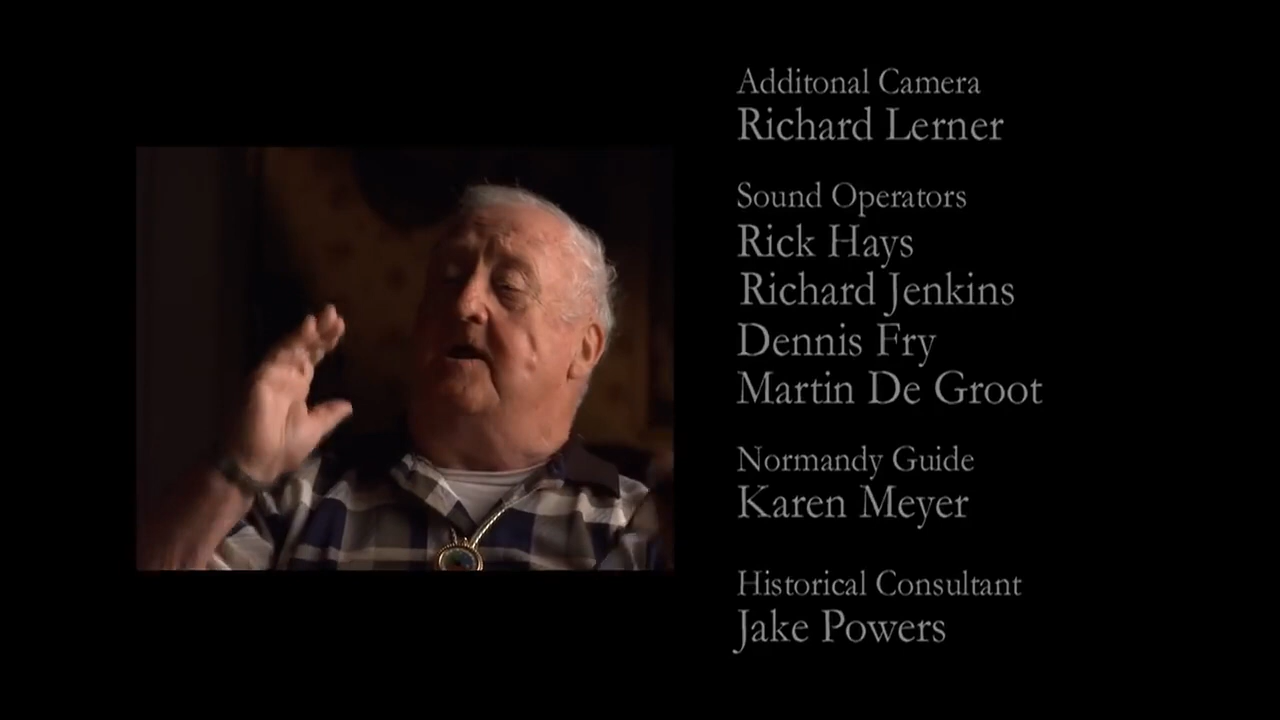 Additonal Camera
Richard Lerner
Sound Operators
Rick Hays
Richard Jenkins
Dennis Fry
Martin De Groot
Normandy Guide
Karen Meyer
Historical Consultant
Jake Powers